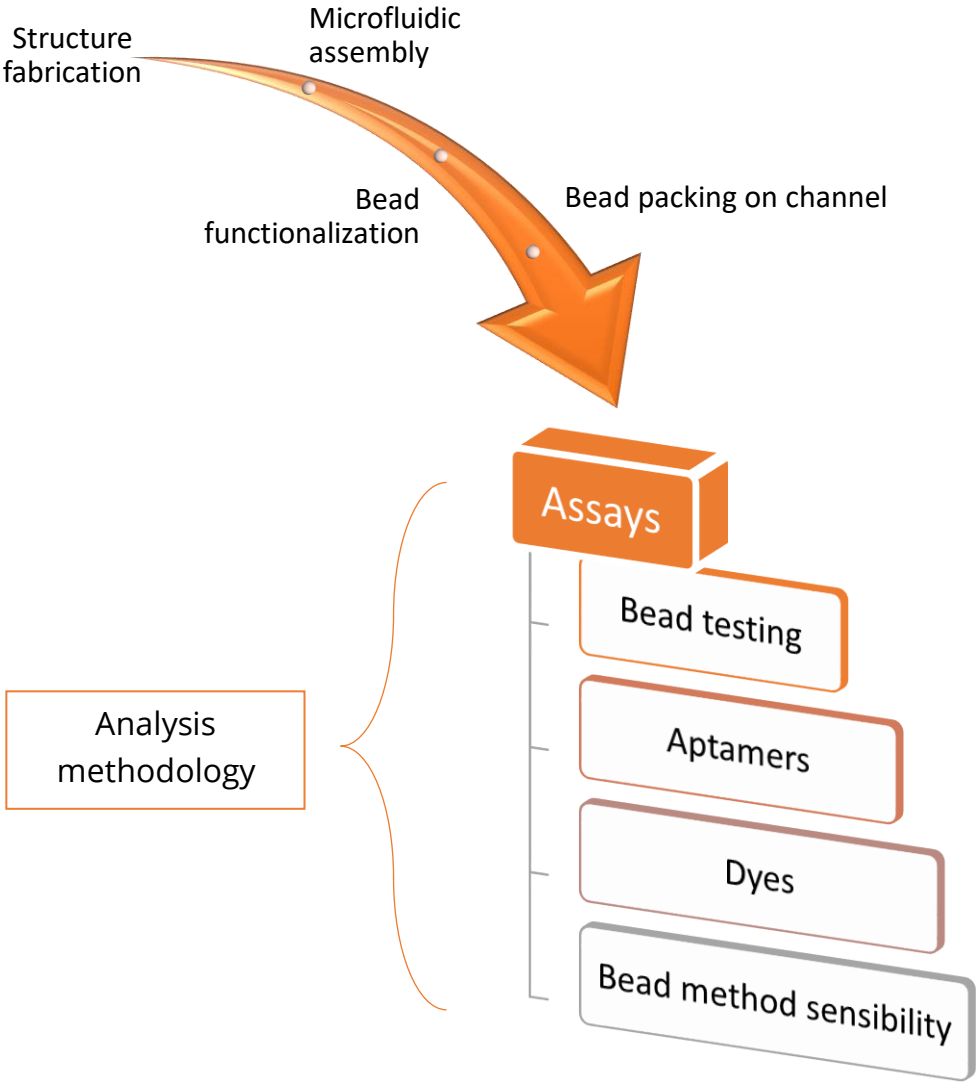 Structure
fabrication
Microfluidic
assembly
Bead
functionalization
Bead packing on channel
Assays
Bead testing
Aptamers
Dyes
Bead method sensibility
Analysis
methodology